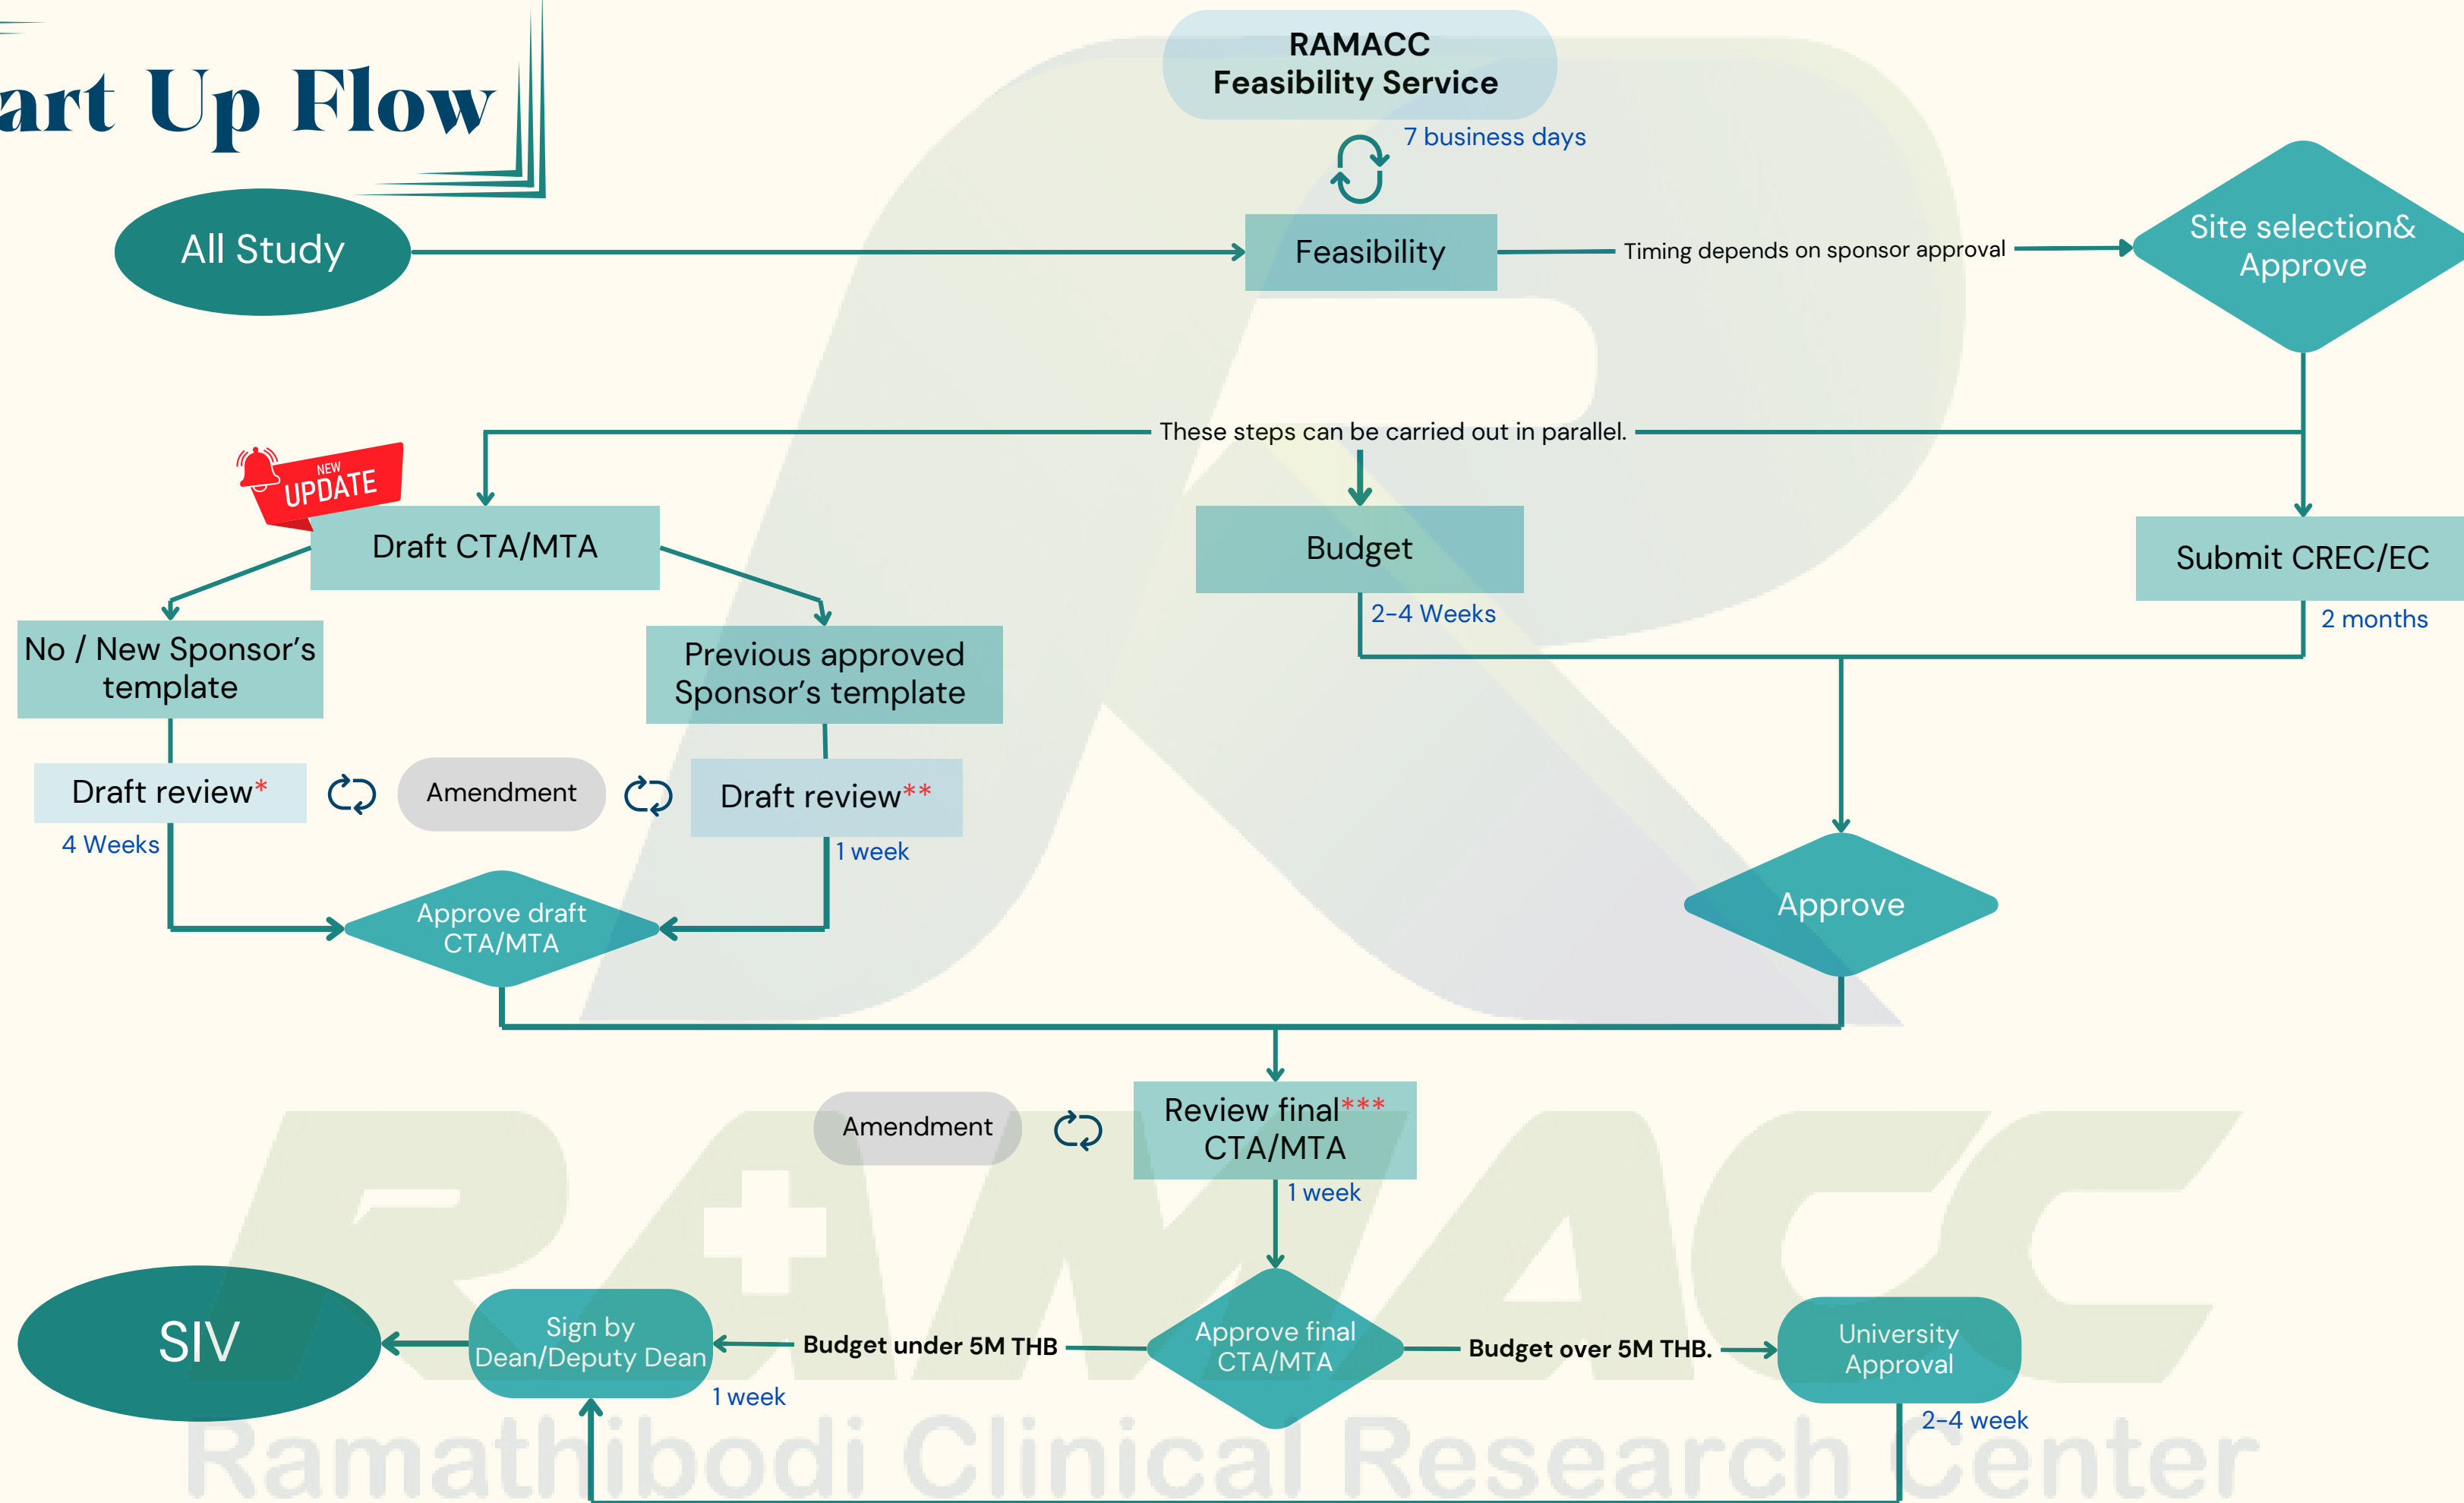 art Up Flow
RAMACC
Feasibility Service
7 business days
All Study
Feasibility
Timing depends on sponsor approval
Site selection&
Approve
These steps can be carried out in parallel.
NEW
UPDATE
Draft CTA/MTA
Budget
2-4 Weeks
Submit CREC/EC
2 months
No / New Sponsor's
template
Previous approved
Sponsor's template
Draft review*
Amendment
Draft review**
4 Weeks
1 week
Approve draft
CTA/MTA
Approve
Amendment
Review final***
CTA/MTA
1 week
SIV
Sign by
Dean/Deputy Dean
1 week
Budget under 5M THB
Approve final
CTA/MTA
Budget over 5M THB.
University
Approval
2-4 week
RAMACC
Ramathibodi Clinical Research Center